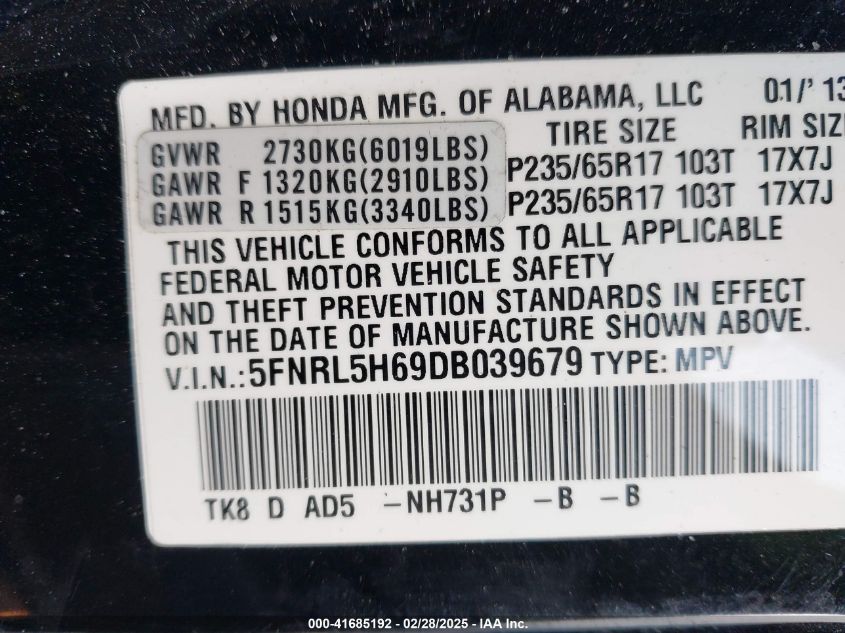 MFD. BY HONDA MFG. OF ALABAMA, LLC 01/'13
TIRE SIZE RIM SIZE
GVWR 2730KG(6019LBS)
GAWR F 1320KG(2910LBS) P235/65R17 103T 17X7J
GAWR R 1515KG(3340LBS) P235/65R17 103T 17X7J
THIS VEHICLE CONFORMS TO ALL APPLICABLE
FEDERAL MOTOR VEHICLE SAFETY
AND THEFT PREVENTION STANDARDS IN EFFECT
ON THE DATE OF MANUFACTURE SHOWN ABOVE.
V.I.N.:5FNRL5H69DB039679 TYPE: MPV
TK8 D AD5 -NH731P -B -B
000-41685192 - 02/28/2025 - IAA Inc.